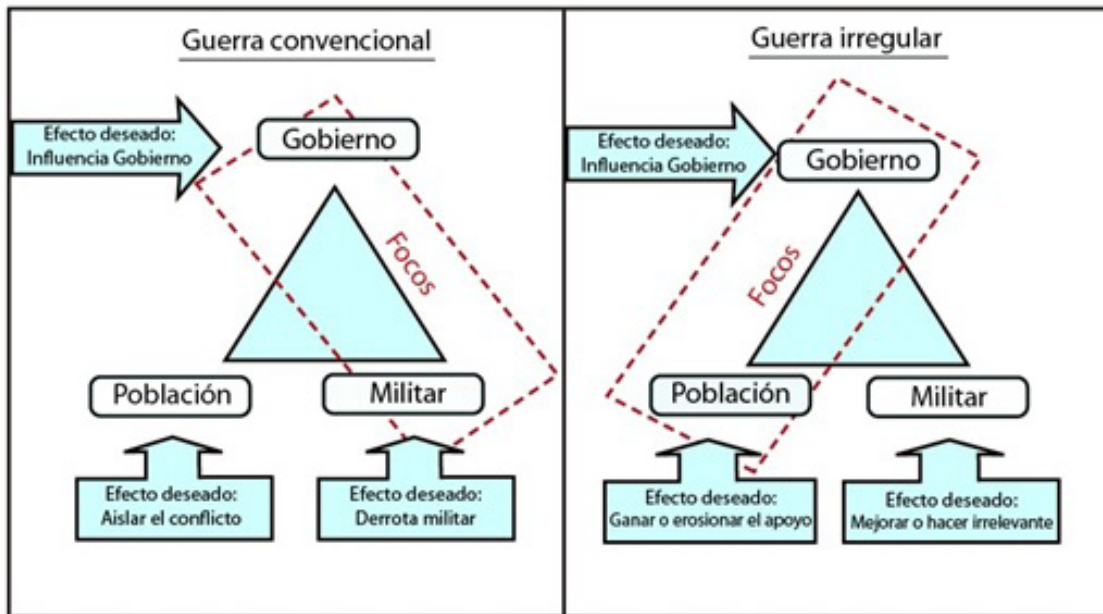 Guerra convencional
Efecto deseado:
Influencia Gobierno
Gobierno
Focos
Población
Militar
Efecto deseado:
Aislar el conflicto
Efecto deseado:
Derrota militar
Guerra irregular
Efecto deseado:
Influencia Gobierno
Gobierno
Focos
Población
Militar
Efecto deseado:
Ganar o erosionar el apoyo
Efecto deseado:
Mejorar o hacer irrelevante